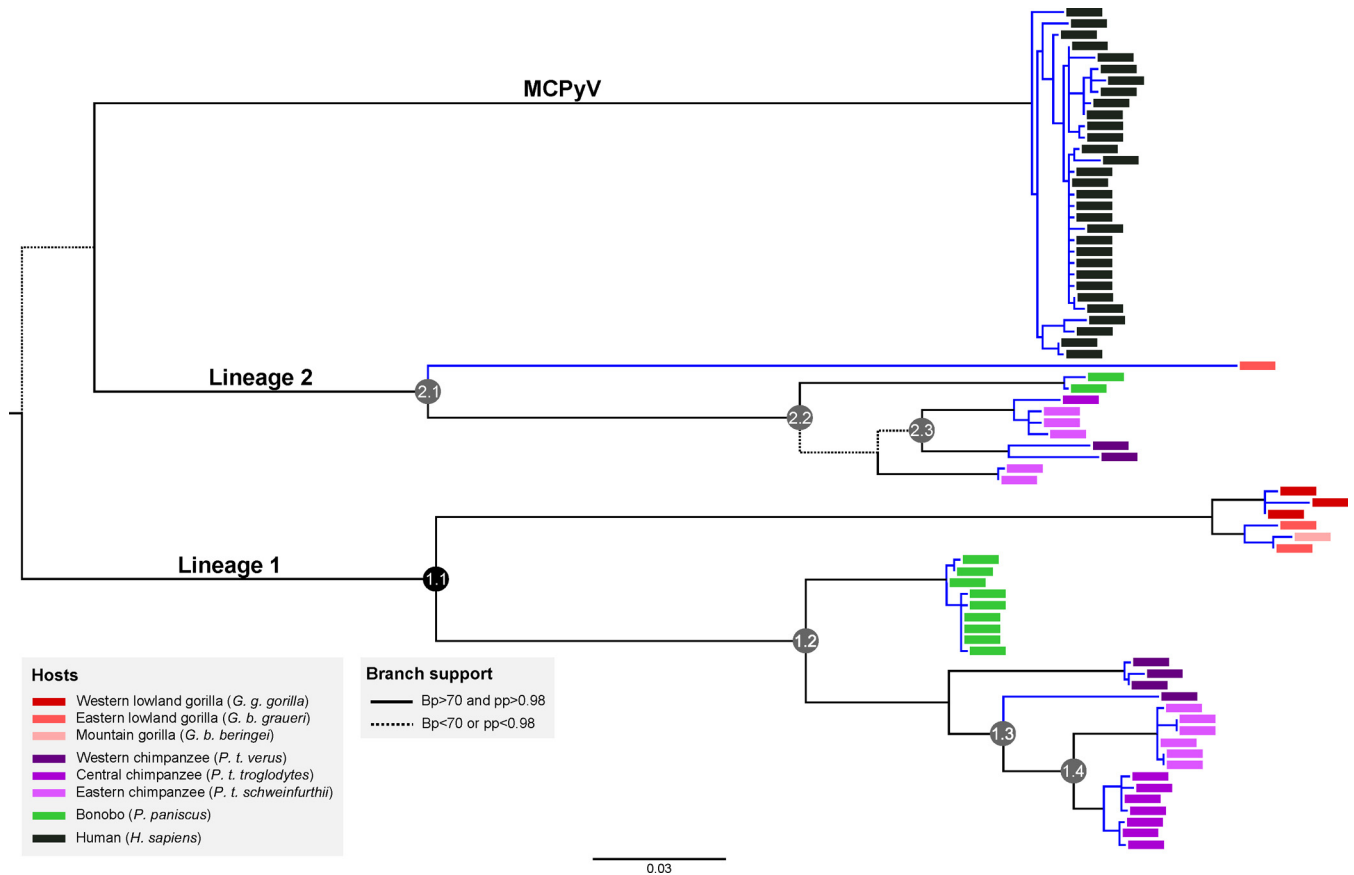 MCPyV
Lineage 2
2.1
2.2
2.3
Lineage 1
1.1
1.2
1.3
1.4
Hosts
Western lowland gorilla (G. g. gorilla)
Eastern lowland gorilla (G. b. graueri)
Mountain gorilla (G. b. beringei)
Western chimpanzee (P. t. verus)
Central chimpanzee (P. t. troglodytes)
Eastern chimpanzee (P. t. schweinfurthii)
Bonobo (P. paniscus)
Human (H. sapiens)
Branch support
Bp>70 and pp>0.98
Bp<70 or pp<0.98
0.03